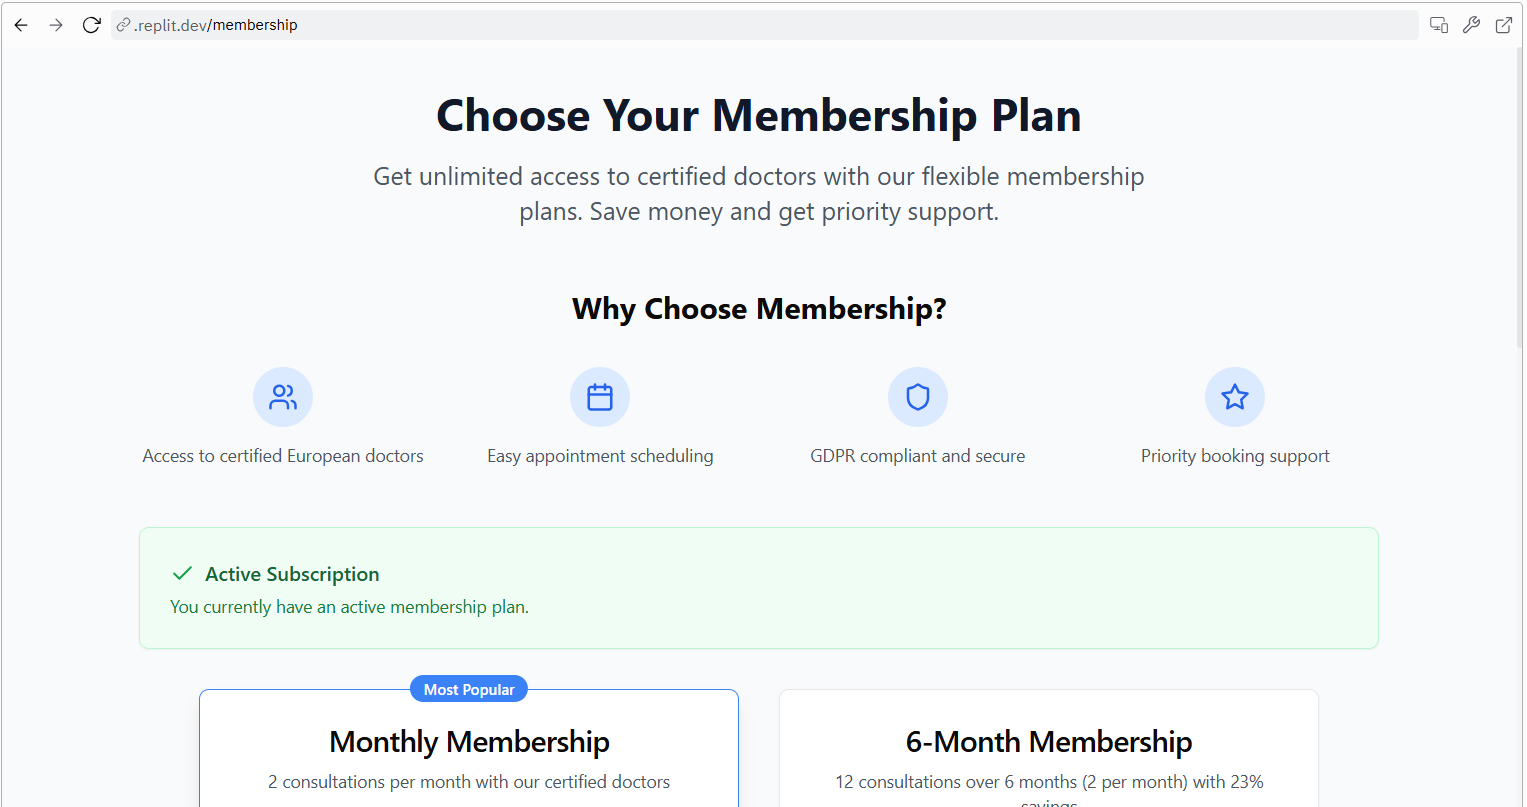 .replit.dev/membership
Choose Your Membership Plan
Get unlimited access to certified doctors with our flexible membership
plans. Save money and get priority support.
Why Choose Membership?
Access to certified European doctors
Easy appointment scheduling
GDPR compliant and secure
Priority booking support
Active Subscription
You currently have an active membership plan.
Most Popular
Monthly Membership
2 consultations per month with our certified doctors
6-Month Membership
12 consultations over 6 months (2 per month) with 23%
savings